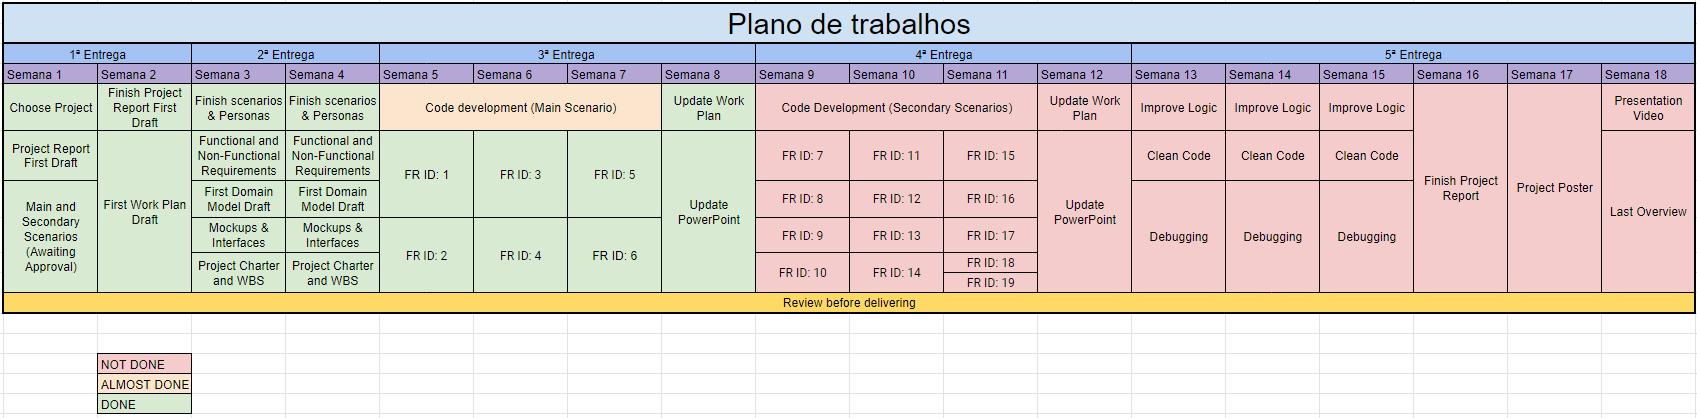 Plano de trabalhos
1ª Entrega
2ª Entrega
3ª Entrega
4ª Entrega
5ª Entrega
Semana 1
Semana 2
Semana 3
Semana 4
Semana 5
Semana 6
Semana 7
Semana 8
Semana 9
Semana 10
Semana 11
Semana 12
Semana 13
Semana 14
Semana 15
Semana 16
Semana 17
Semana 18
Choose Project
Finish Project
Report First
Draft
Finish scenarios
& Personas
Finish scenarios
& Personas
Code development (Main Scenario)
Update Work
Plan
Code Development (Secondary Scenarios)
Update Work
Plan
Improve Logic
Improve Logic
Improve Logic
Finish Project
Report
Project Poster
Presentation
Video
Project Report
First Draft
First Work Plan
Draft
Functional and
Non-Functional
Requirements
Functional and
Non-Functional
Requirements
FR ID: 1
FR ID: 3
FR ID: 5
Update
PowerPoint
FR ID: 7
FR ID: 11
FR ID: 15
Update
PowerPoint
Clean Code
Clean Code
Clean Code
Last Overview
Main and
Secondary
Scenarios
(Awaiting
Approval)
First Domain
Model Draft
First Domain
Model Draft
FR ID: 8
FR ID: 12
FR ID: 16
Debugging
Debugging
Debugging
Mockups &
Interfaces
Mockups &
Interfaces
FR ID: 2
FR ID: 4
FR ID: 6
FR ID: 9
FR ID: 13
FR ID: 17
Project Charter
and WBS
Project Charter
and WBS
FR ID: 10
FR ID: 14
FR ID: 18
FR ID: 19
Review before delivering
NOT DONE
ALMOST DONE
DONE